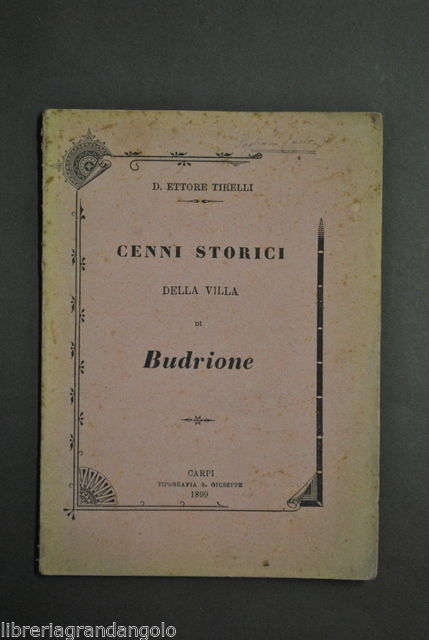 D. ETTORE TIRELLI
CENNI STORICI
DELLA VILLA
DI
Budrione
CARPI
TIPOGRAFIA S. GIUSEPPE
1899
libreriagrandangolo